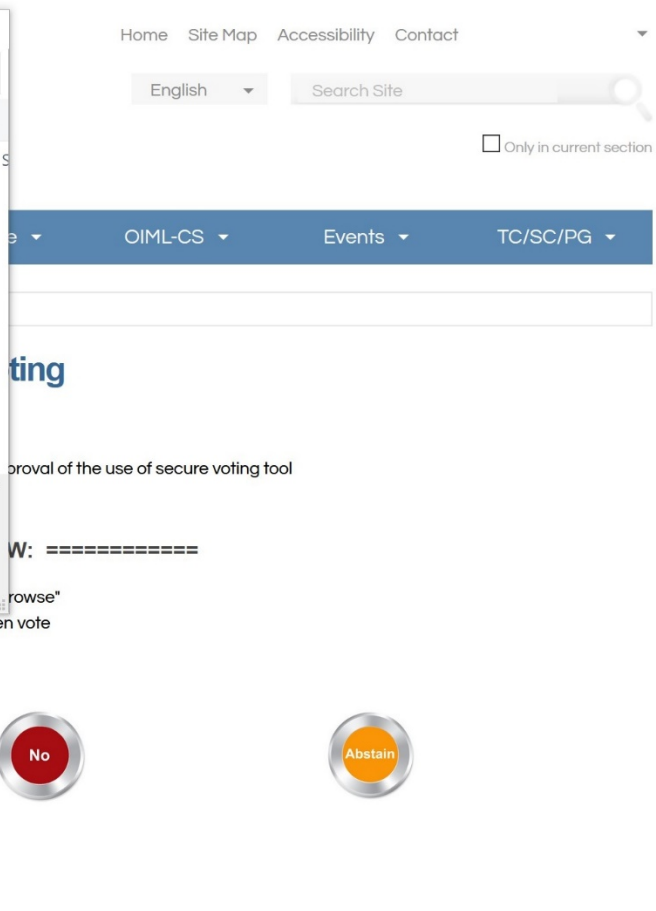 Home Site Map Accessibility Contact
English Search Site
s
Only in current section
e OIML-CS Events TC/SC/PG
ting
proval of the use of secure voting tool
W: ============
rowse"
en vote
No Abstain